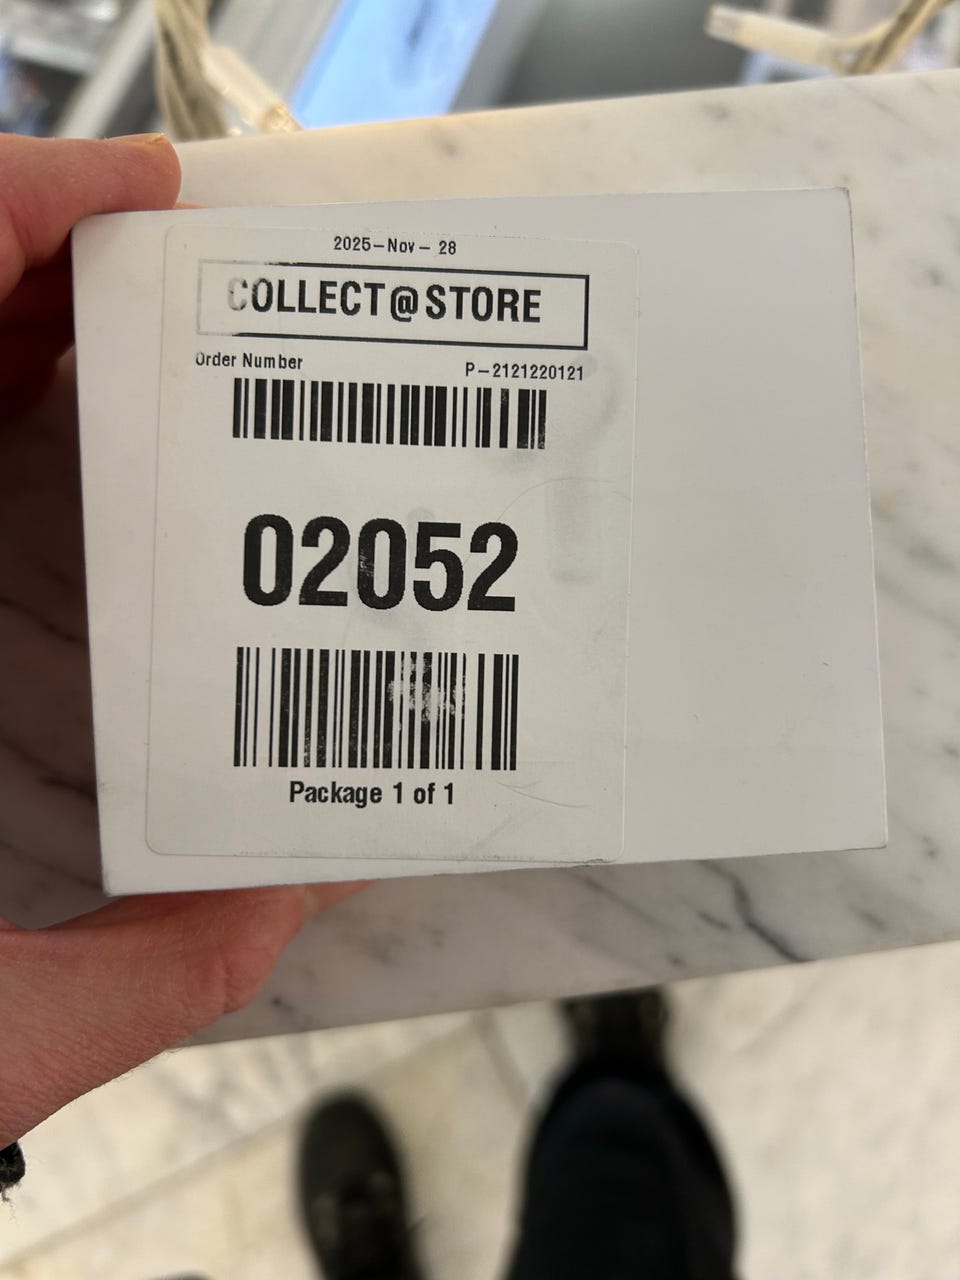 2025-Nov- 28
COLLECT@STORE
Order Number P-2121220121
02052
Package 1 of 1